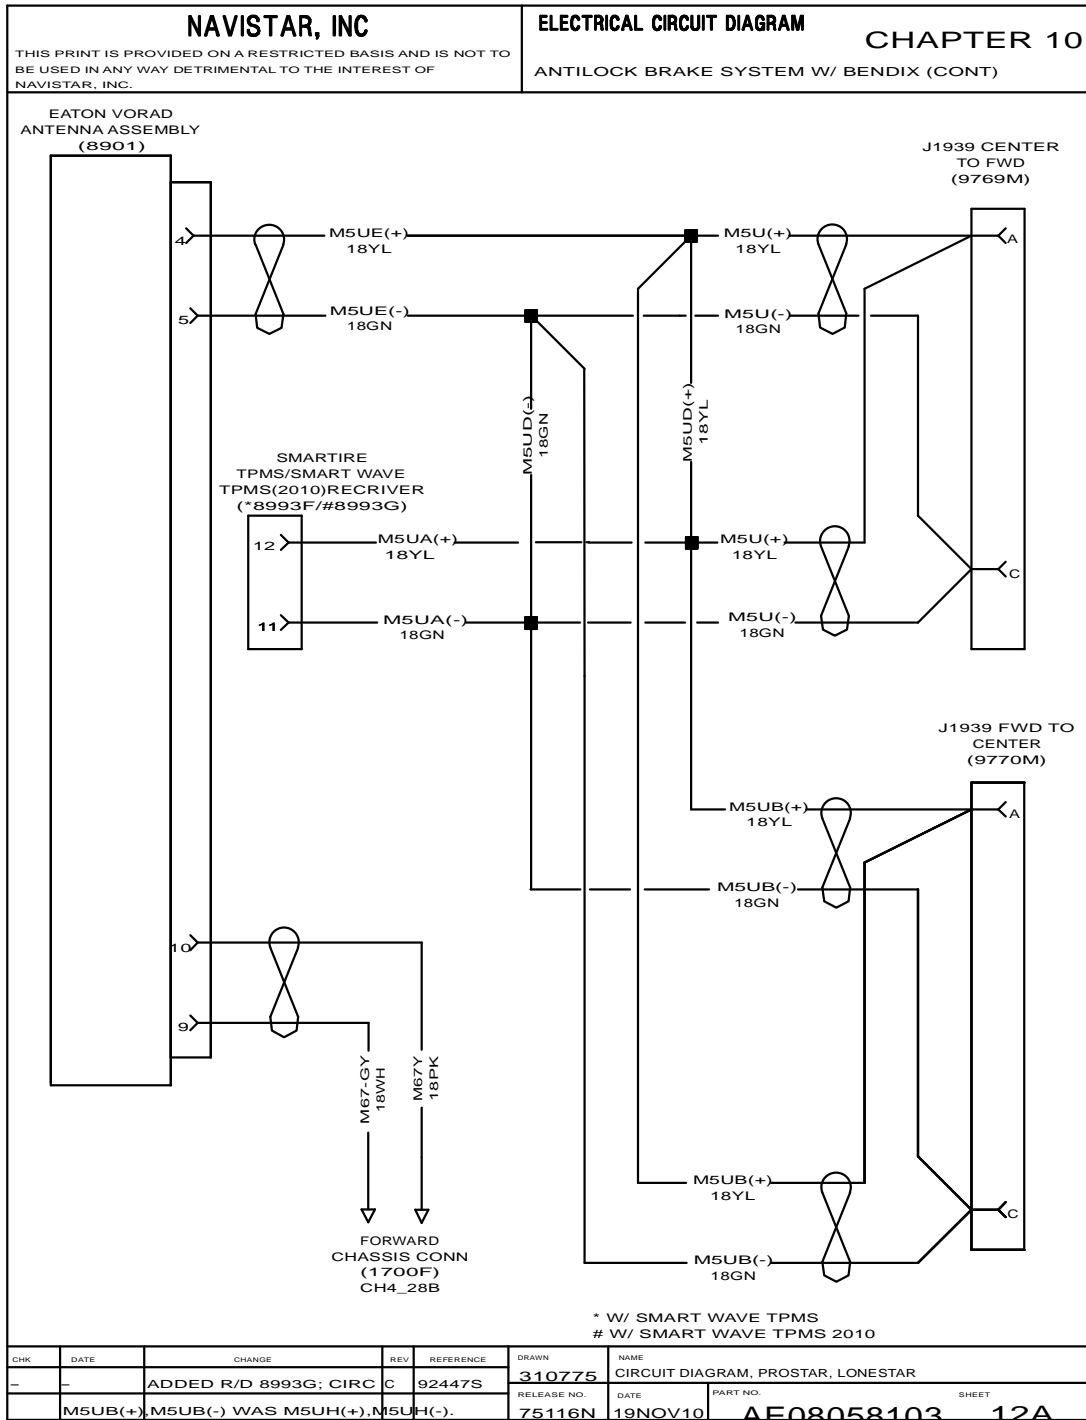 NAVISTAR, INC
THIS PRINT IS PROVIDED ON A RESTRICTED BASIS AND IS NOT TO
BE USED IN ANY WAY DETRIMENTAL TO THE INTEREST OF
NAVISTAR, INC.
ELECTRICAL CIRCUIT DIAGRAM
CHAPTER 10
ANTILOCK BRAKE SYSTEM W/ BENDIX (CONT)
EATON VORAD
ANTENNA ASSEMBLY
(8901)
J1939 CENTER
TO FWD
(9769M)
4
M5UE(+)
18YL
M5U(+)
18YL
A
5
M5UE(-)
18GN
M5U(-)
18GN
M5UD(-)
18GN
M5UD(+)
18YL
SMARTIRE
TPMS/SMART WAVE
TPMS(2010)RECRIVER
(*8993F/#8993G)
12
M5UA(+)
18YL
M5U(+)
18YL
C
11
M5UA(-)
18GN
M5U(-)
18GN
J1939 FWD TO
CENTER
(9770M)
M5UB(+)
18YL
A
M5UB(-)
18GN
10
9
M67-GY
18WH
M67Y
18PK
M5UB(+)
18YL
C
M5UB(-)
18GN
FORWARD
CHASSIS CONN
(1700F)
CH4_28B
* W/ SMART WAVE TPMS
# W/ SMART WAVE TPMS 2010
CHK DATE CHANGE REV REFERENCE
– – ADDED R/D 8993G; CIRC C 92447S
M5UB(+),M5UB(-) WAS M5UH(+),M5UH(-).
DRAWN
310775
NAME
CIRCUIT DIAGRAM, PROSTAR, LONESTAR
RELEASE NO.
75116N
DATE
19NOV10
PART NO.
AE08058103
SHEET
12A